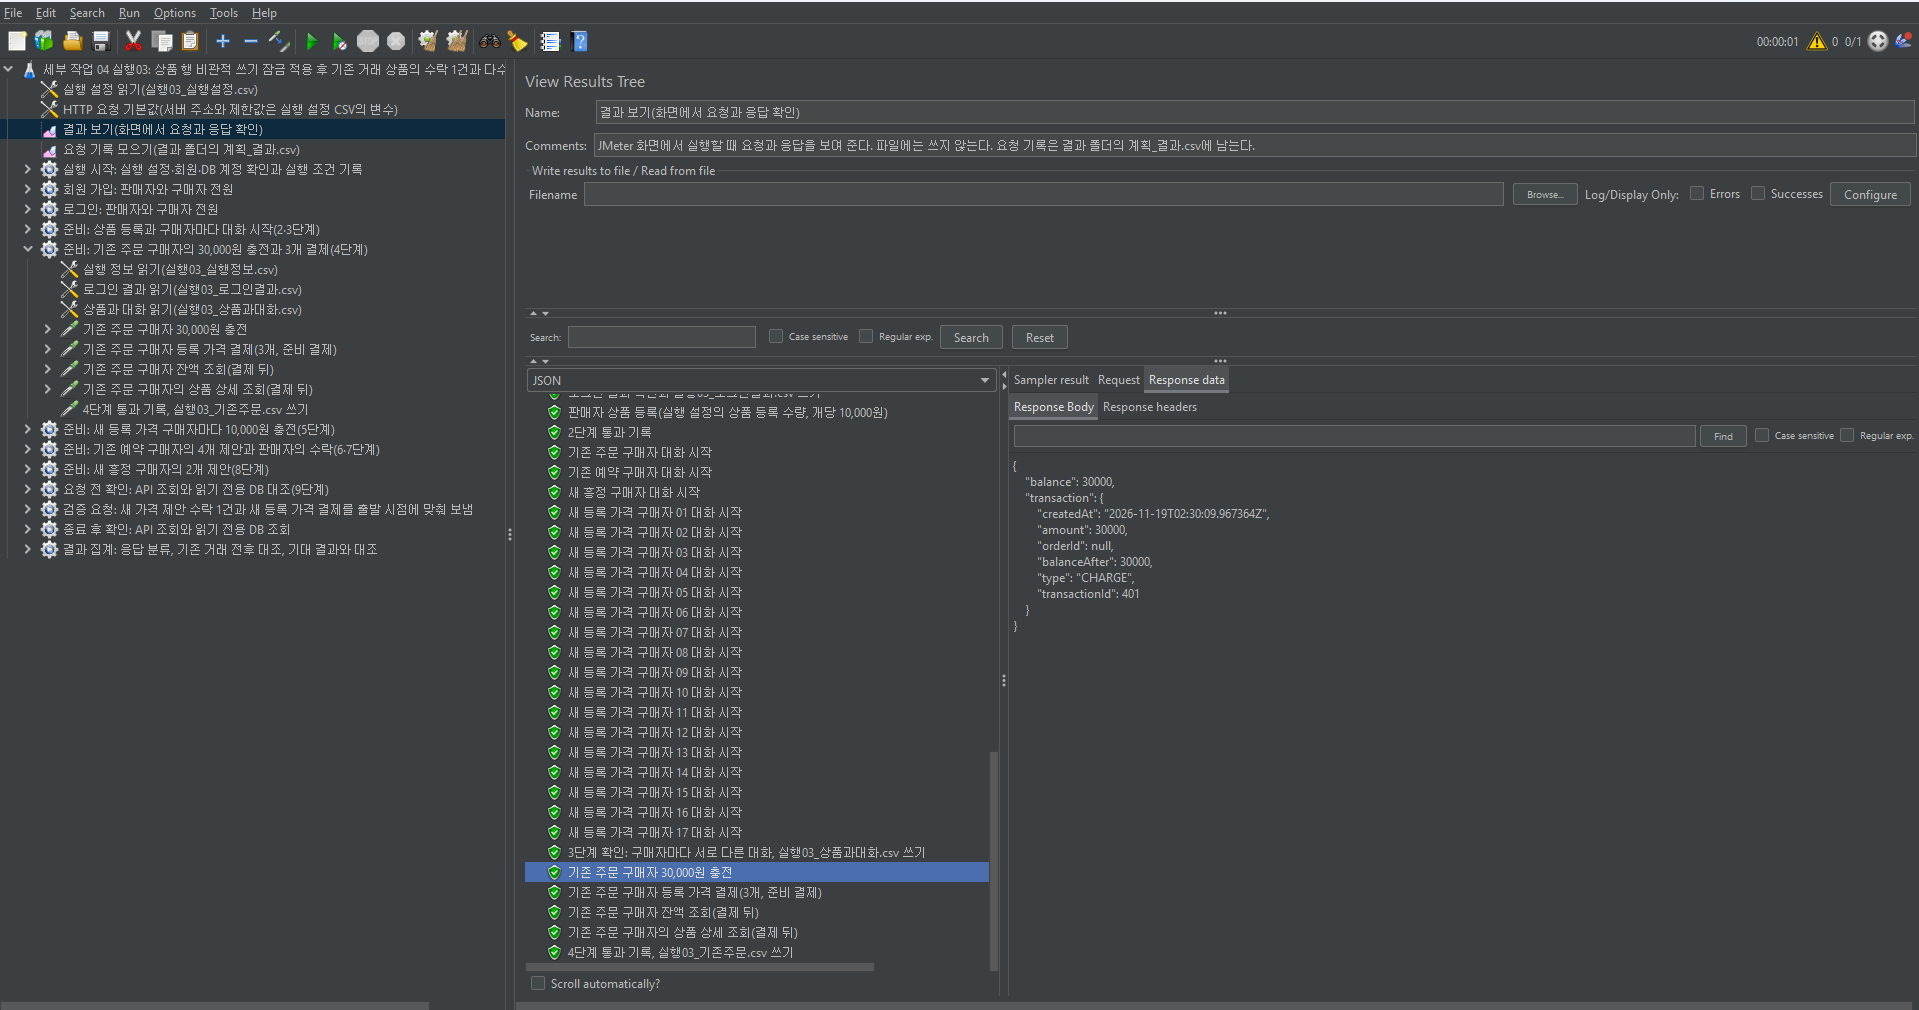 File Edit Search Run Options Tools Help
00:00:01 0 0/1
세부 작업 04 실행03: 상품 행 비관적 쓰기 잠금 적용 후 기존 거래 상품의 수락 1건과 다수
실행 설정 읽기(실행03_실행설정.csv)
HTTP 요청 기본값(서버 주소와 제한값은 실행 설정 CSV의 변수)
결과 보기(화면에서 요청과 응답 확인)
요청 기록 모으기(결과 폴더의 계획_결과.csv)
실행 시작: 실행 설정·회원·DB 계정 확인과 실행 조건 기록
회원 가입: 판매자와 구매자 전원
로그인: 판매자와 구매자 전원
준비: 상품 등록과 구매자마다 대화 시작(2·3단계)
준비: 기존 주문 구매자의 30,000원 충전과 3개 결제(4단계)
실행 정보 읽기(실행03_실행정보.csv)
로그인 결과 읽기(실행03_로그인결과.csv)
상품과 대화 읽기(실행03_상품과대화.csv)
기존 주문 구매자 30,000원 충전
기존 주문 구매자 등록 가격 결제(3개, 준비 결제)
기존 주문 구매자 잔액 조회(결제 뒤)
기존 주문 구매자의 상품 상세 조회(결제 뒤)
4단계 통과 기록, 실행03_기존주문.csv 쓰기
준비: 새 등록 가격 구매자마다 10,000원 충전(5단계)
준비: 기존 예약 구매자의 4개 제안과 판매자의 수락(6·7단계)
준비: 새 흥정 구매자의 2개 제안(8단계)
요청 전 확인: API 조회와 읽기 전용 DB 대조(9단계)
검증 요청: 새 가격 제안 수락 1건과 새 등록 가격 결제를 출발 시점에 맞춰 보냄
종료 후 확인: API 조회와 읽기 전용 DB 조회
결과 집계: 응답 분류, 기존 거래 전후 대조, 기대 결과와 대조
View Results Tree
Name: 결과 보기(화면에서 요청과 응답 확인)
Comments: JMeter 화면에서 실행할 때 요청과 응답을 보여 준다. 파일에는 쓰지 않는다. 요청 기록은 결과 폴더의 계획_결과.csv에 남는다.
Write results to file / Read from file
Filename Browse... Log/Display Only: Errors Successes Configure
Search: Case sensitive Regular exp. Search Reset
JSON
로그인 결과 확인과 실행03_로그인결과.csv 쓰기
판매자 상품 등록(실행 설정의 상품 등록 수량, 개당 10,000원)
2단계 통과 기록
기존 주문 구매자 대화 시작
기존 예약 구매자 대화 시작
새 흥정 구매자 대화 시작
새 등록 가격 구매자 01 대화 시작
새 등록 가격 구매자 02 대화 시작
새 등록 가격 구매자 03 대화 시작
새 등록 가격 구매자 04 대화 시작
새 등록 가격 구매자 05 대화 시작
새 등록 가격 구매자 06 대화 시작
새 등록 가격 구매자 07 대화 시작
새 등록 가격 구매자 08 대화 시작
새 등록 가격 구매자 09 대화 시작
새 등록 가격 구매자 10 대화 시작
새 등록 가격 구매자 11 대화 시작
새 등록 가격 구매자 12 대화 시작
새 등록 가격 구매자 13 대화 시작
새 등록 가격 구매자 14 대화 시작
새 등록 가격 구매자 15 대화 시작
새 등록 가격 구매자 16 대화 시작
새 등록 가격 구매자 17 대화 시작
3단계 확인: 구매자마다 서로 다른 대화, 실행03_상품과대화.csv 쓰기
기존 주문 구매자 30,000원 충전
기존 주문 구매자 등록 가격 결제(3개, 준비 결제)
기존 주문 구매자 잔액 조회(결제 뒤)
기존 주문 구매자의 상품 상세 조회(결제 뒤)
4단계 통과 기록, 실행03_기존주문.csv 쓰기
Scroll automatically?
Sampler result Request Response data
Response Body Response headers
Find Case sensitive Regular exp.
{
"balance": 30000,
"transaction": {
"createdAt": "2026-11-19T02:30:09.967364Z",
"amount": 30000,
"orderId": null,
"balanceAfter": 30000,
"type": "CHARGE",
"transactionId": 401
}
}